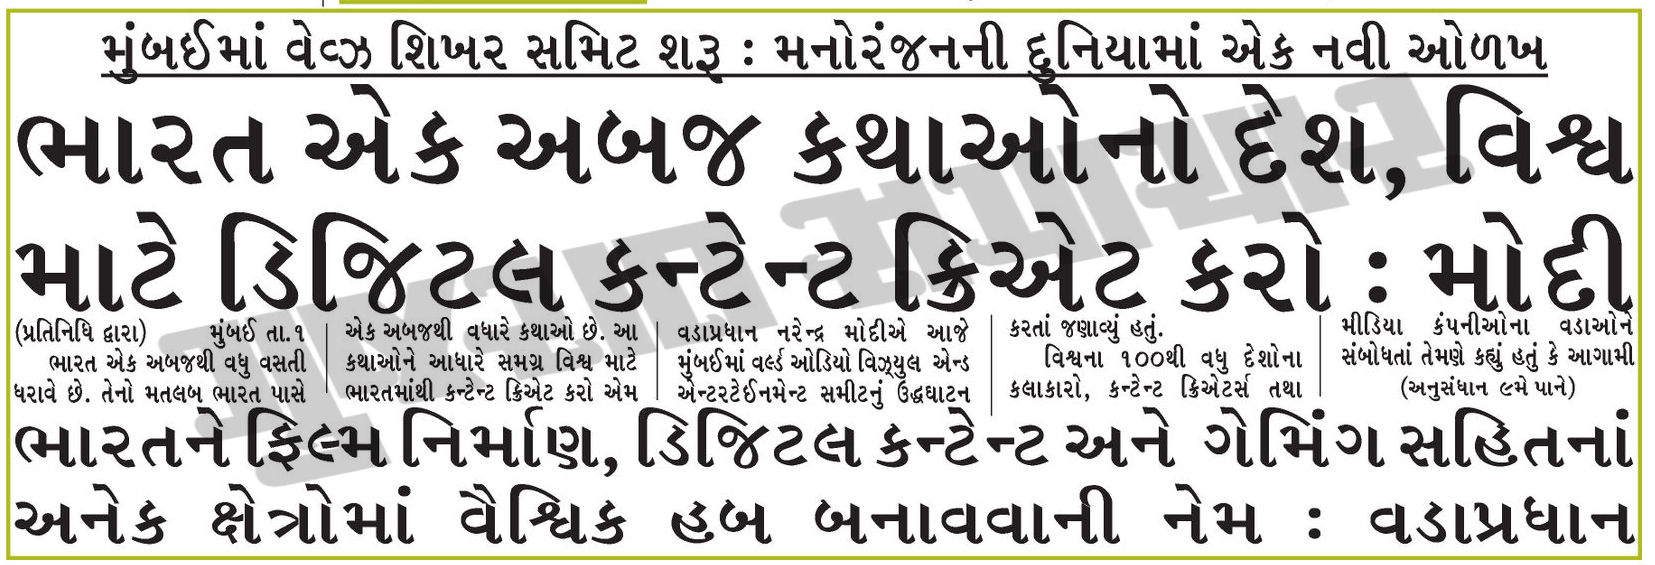 મુંબઈમાં વેવ્ઝ શિખર સમિટ શરૂ : મનોરંજનની દુનિયામાં એક નવી ઓળખ
ભારત એક અબજ કથાઓનો દેશ, વિશ્વ
માટે ડિજિટલ કન્ટેન્ટ ક્રિએટ કરો : મોદી
(પ્રતિનિધિ દ્વારા) મુંબઈ તા.૧
ભારત એક અબજથી વધુ વસતી
ધરાવે છે. તેનો મતલબ ભારત પાસે
એક અબજથી વધારે કથાઓ છે. આ
કથાઓને આધારે સમગ્ર વિશ્વ માટે
ભારતમાંથી કન્ટેન્ટ ક્રિએટ કરો એમ
વડાપ્રધાન નરેન્દ્ર મોદીએ આજે
મુંબઈમાં વર્લ્ડ ઓડિયો વિઝ્યુલ એન્ડ
એન્ટરટેઈનમેન્ટ સમીટનું ઉદ્ધઘાટન
કરતાં જણાવ્યું હતું.
વિશ્વના ૧૦૦થી વધુ દેશોના
કલાકારો, કન્ટેન્ટ ક્રિએટર્સ તથા
મીડિયા કંપનીઓના વડાઓને
સંબોધતાં તેમણે કહ્યું હતું કે આગામી
(અનુસંધાન ૯મે પાને)
ભારતને ફિલ્મ નિર્માણ, ડિજિટલ કન્ટેન્ટ અને ગેમિંગ સહિતનાં
અનેક ક્ષેત્રોમાં વૈશ્વિક હબ બનાવવાની નેમ : વડાપ્રધાન